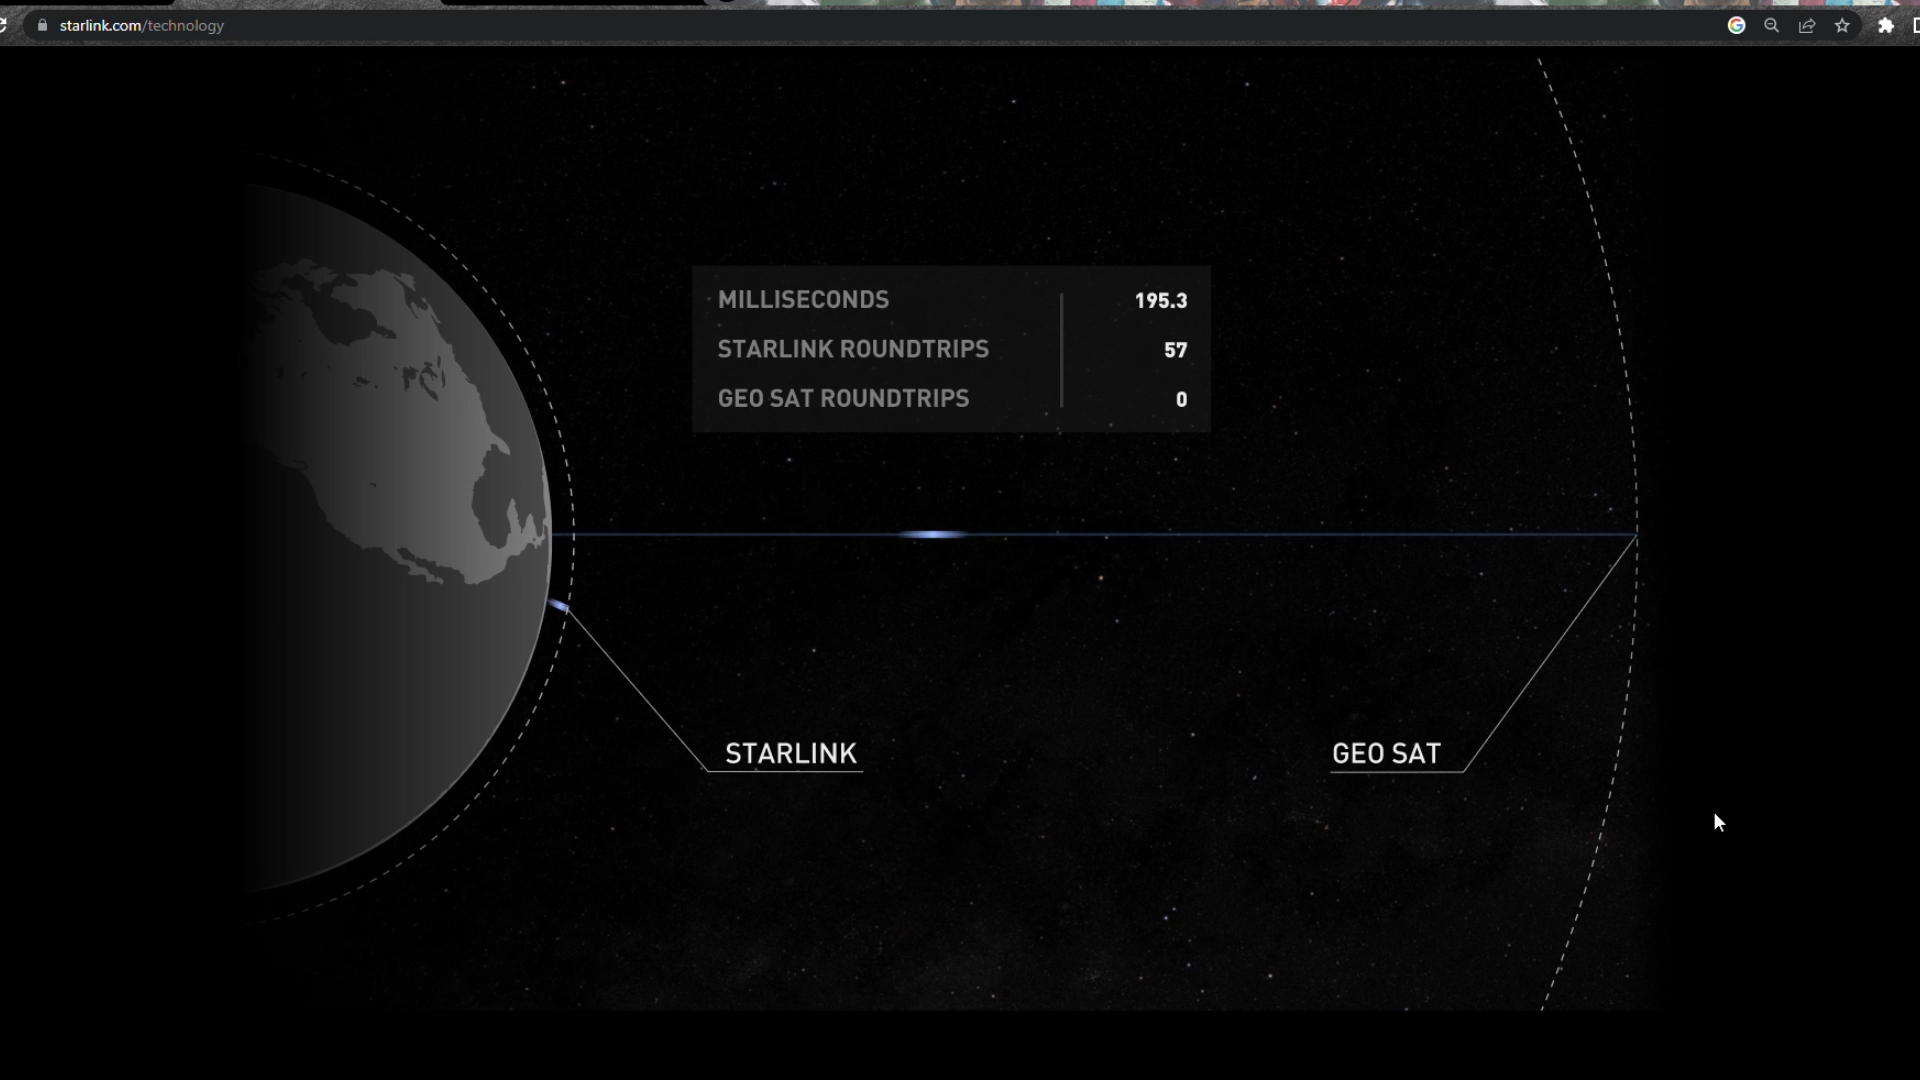 starlink.com/technology
MILLISECONDS 195.3
STARLINK ROUNDTRIPS 57
GEO SAT ROUNDTRIPS 0
STARLINK
GEO SAT